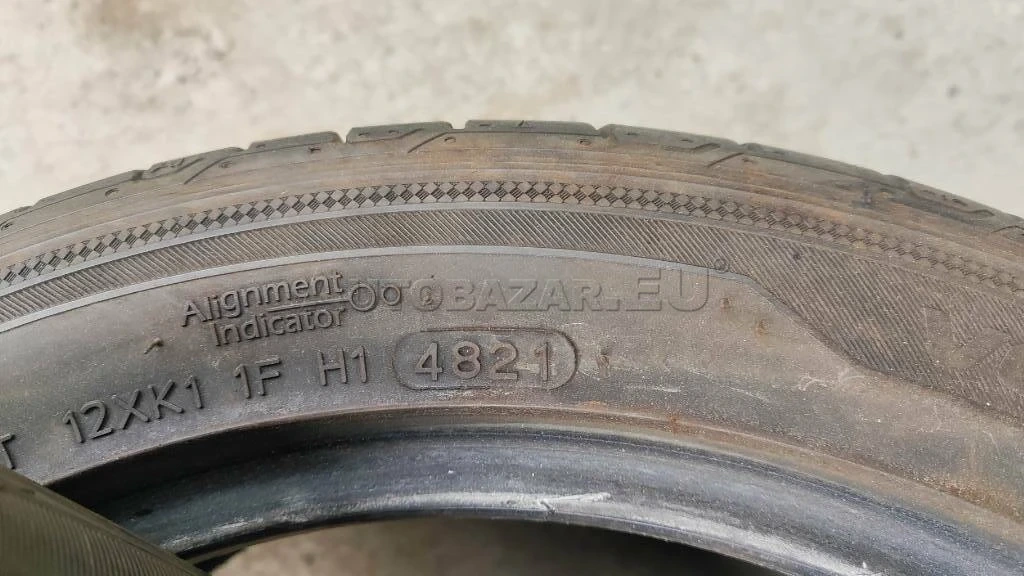 Alignment
Indicator
OTOBAZAR.EU
T 12XK1 1F H1 4821